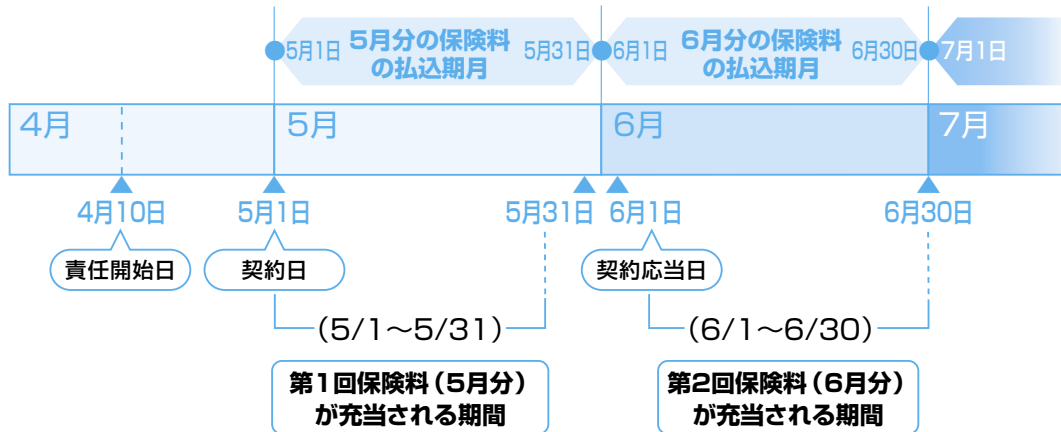 5月1日 5月分の保険料 5月31日 6月1日 6月分の保険料 6月30日 7月1日
の払込期月 の払込期月
4月 5月 6月 7月
4月10日 5月1日 5月31日 6月1日 6月30日
責任開始日 契約日 契約応当日
(5/1〜5/31) (6/1〜6/30)
第1回保険料(5月分) 第2回保険料(6月分)
が充当される期間 が充当される期間